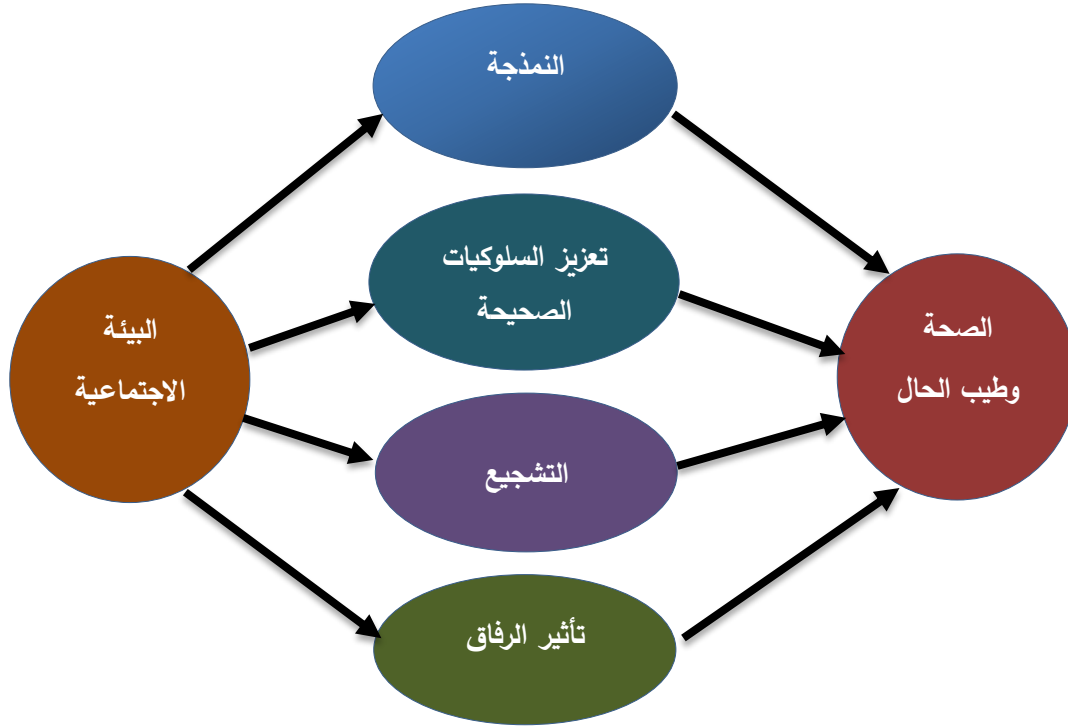 النمذجة
تعزيز السلوكيات
الصحيحة
البيئة
الاجتماعية
الصحة
وطيب الحال
التشجيع
تأثير الرفاق